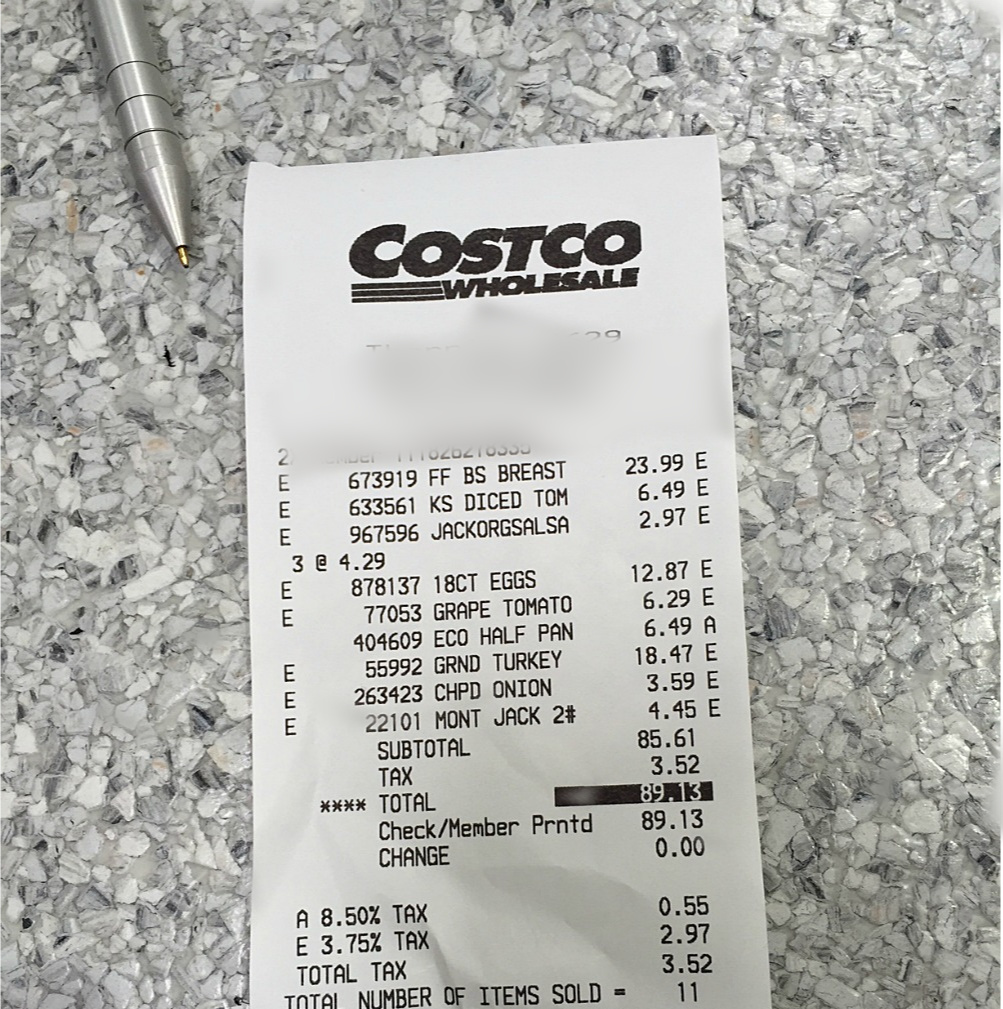 COSTCO
WHOLESALE
E 673919 FF BS BREAST 23.99 E
E 633561 KS DICED TOM 6.49 E
E 967596 JACKORGSALSA 2.97 E
3 @ 4.29
E 878137 18CT EGGS 12.87 E
E 77053 GRAPE TOMATO 6.29 E
404609 ECO HALF PAN 6.49 A
E 55992 GRND TURKEY 18.47 E
E 263423 CHPD ONION 3.59 E
E 22101 MONT JACK 2# 4.45 E
SUBTOTAL 85.61
TAX 3.52
**** TOTAL 89.13
Check/Member Prntd 89.13
CHANGE 0.00
A 8.50% TAX 0.55
E 3.75% TAX 2.97
TOTAL TAX 3.52
TOTAL NUMBER OF ITEMS SOLD = 11